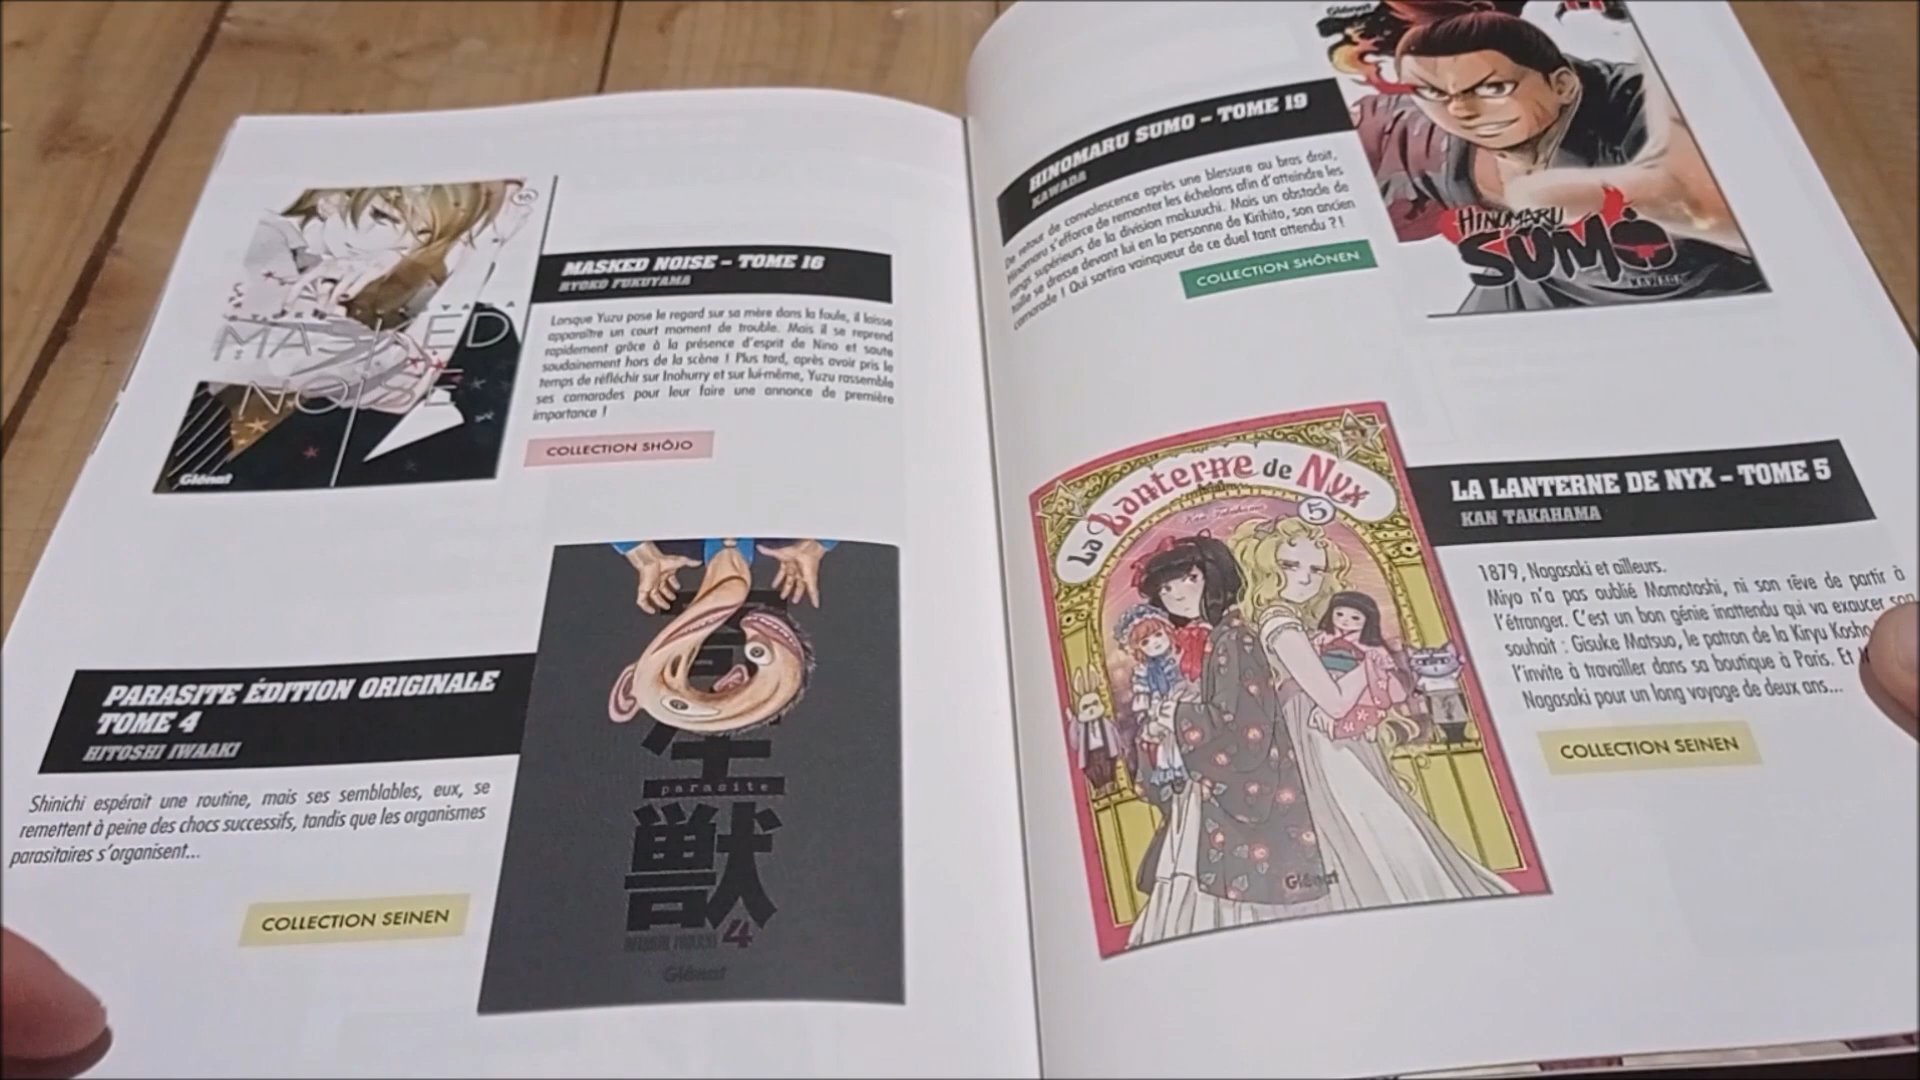 MASKED
NOISE
Glénat
MASKED NOISE – TOME 16
RYOKO FUKUYAMA
Lorsque Yuzu pose le regard sur sa mère dans la foule, il laisse
apparaître un court moment de trouble. Mais il se reprend
rapidement grâce à la présence d'esprit de Nino et saute
soudainement hors de la scène ! Plus tard, après avoir pris le
temps de réfléchir sur Inohurry et sur lui-même, Yuzu rassemble
ses camarades pour leur faire une annonce de première
importance !
COLLECTION SHÔJO
PARASITE ÉDITION ORIGINALE
TOME 4
HITOSHI IWAAKI
Shinichi espérait une routine, mais ses semblables, eux, se
remettent à peine des chocs successifs, tandis que les organismes
parasitaires s'organisent...
COLLECTION SEINEN
parasite
獣
HITOSHI IWAAKI 4
Glénat
HINOMARU SUMO – TOME 19
KAWADA
De retour de convalescence après une blessure au bras droit,
Hinomaru s'efforce de remonter les échelons afin d'atteindre les
rangs supérieurs de la division makuuchi. Mais un obstacle de
taille se dresse devant lui en la personne de Kirihito, son ancien
camarade ! Qui sortira vainqueur de ce duel tant attendu ?!
COLLECTION SHÔNEN
Glénat
HINOMARU
SUMO
KAWADA
La Lanterne de Nyx
Kan Takahama
5
Glénat
LA LANTERNE DE NYX – TOME 5
KAN TAKAHAMA
1879, Nagasaki et ailleurs.
Miyo n'a pas oublié Momotoshi, ni son rêve de partir à
l'étranger. C'est un bon génie inattendu qui va exaucer son
souhait : Gisuke Matsuo, le patron de la Kiryu Kosho
l'invite à travailler dans sa boutique à Paris. Et
Nagasaki pour un long voyage de deux ans...
COLLECTION SEINEN